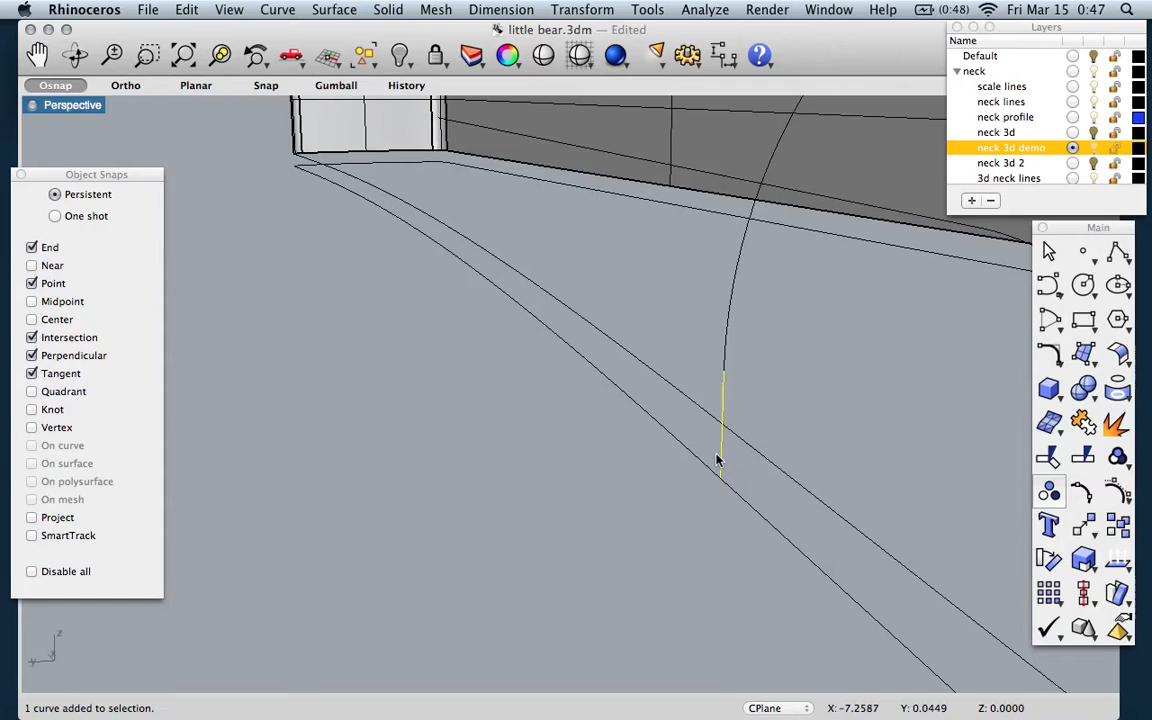 Rhinoceros File Edit View Curve Surface Solid Mesh Dimension Transform Tools Analyze Render Window Help (0:48) Fri Mar 15 0:47
little bear.3dm — Edited
Osnap Ortho Planar Snap Gumball History
Perspective
Layers
Name
Default
neck
scale lines
neck lines
neck profile
neck 3d
neck 3d demo
neck 3d 2
3d neck lines
+ −
Object Snaps
Persistent
One shot
End
Near
Point
Midpoint
Center
Intersection
Perpendicular
Tangent
Quadrant
Knot
Vertex
On curve
On surface
On polysurface
On mesh
Project
SmartTrack
Disable all
Main
T
z
y x
1 curve added to selection. CPlane X: -7.2587 Y: 0.0449 Z: 0.0000